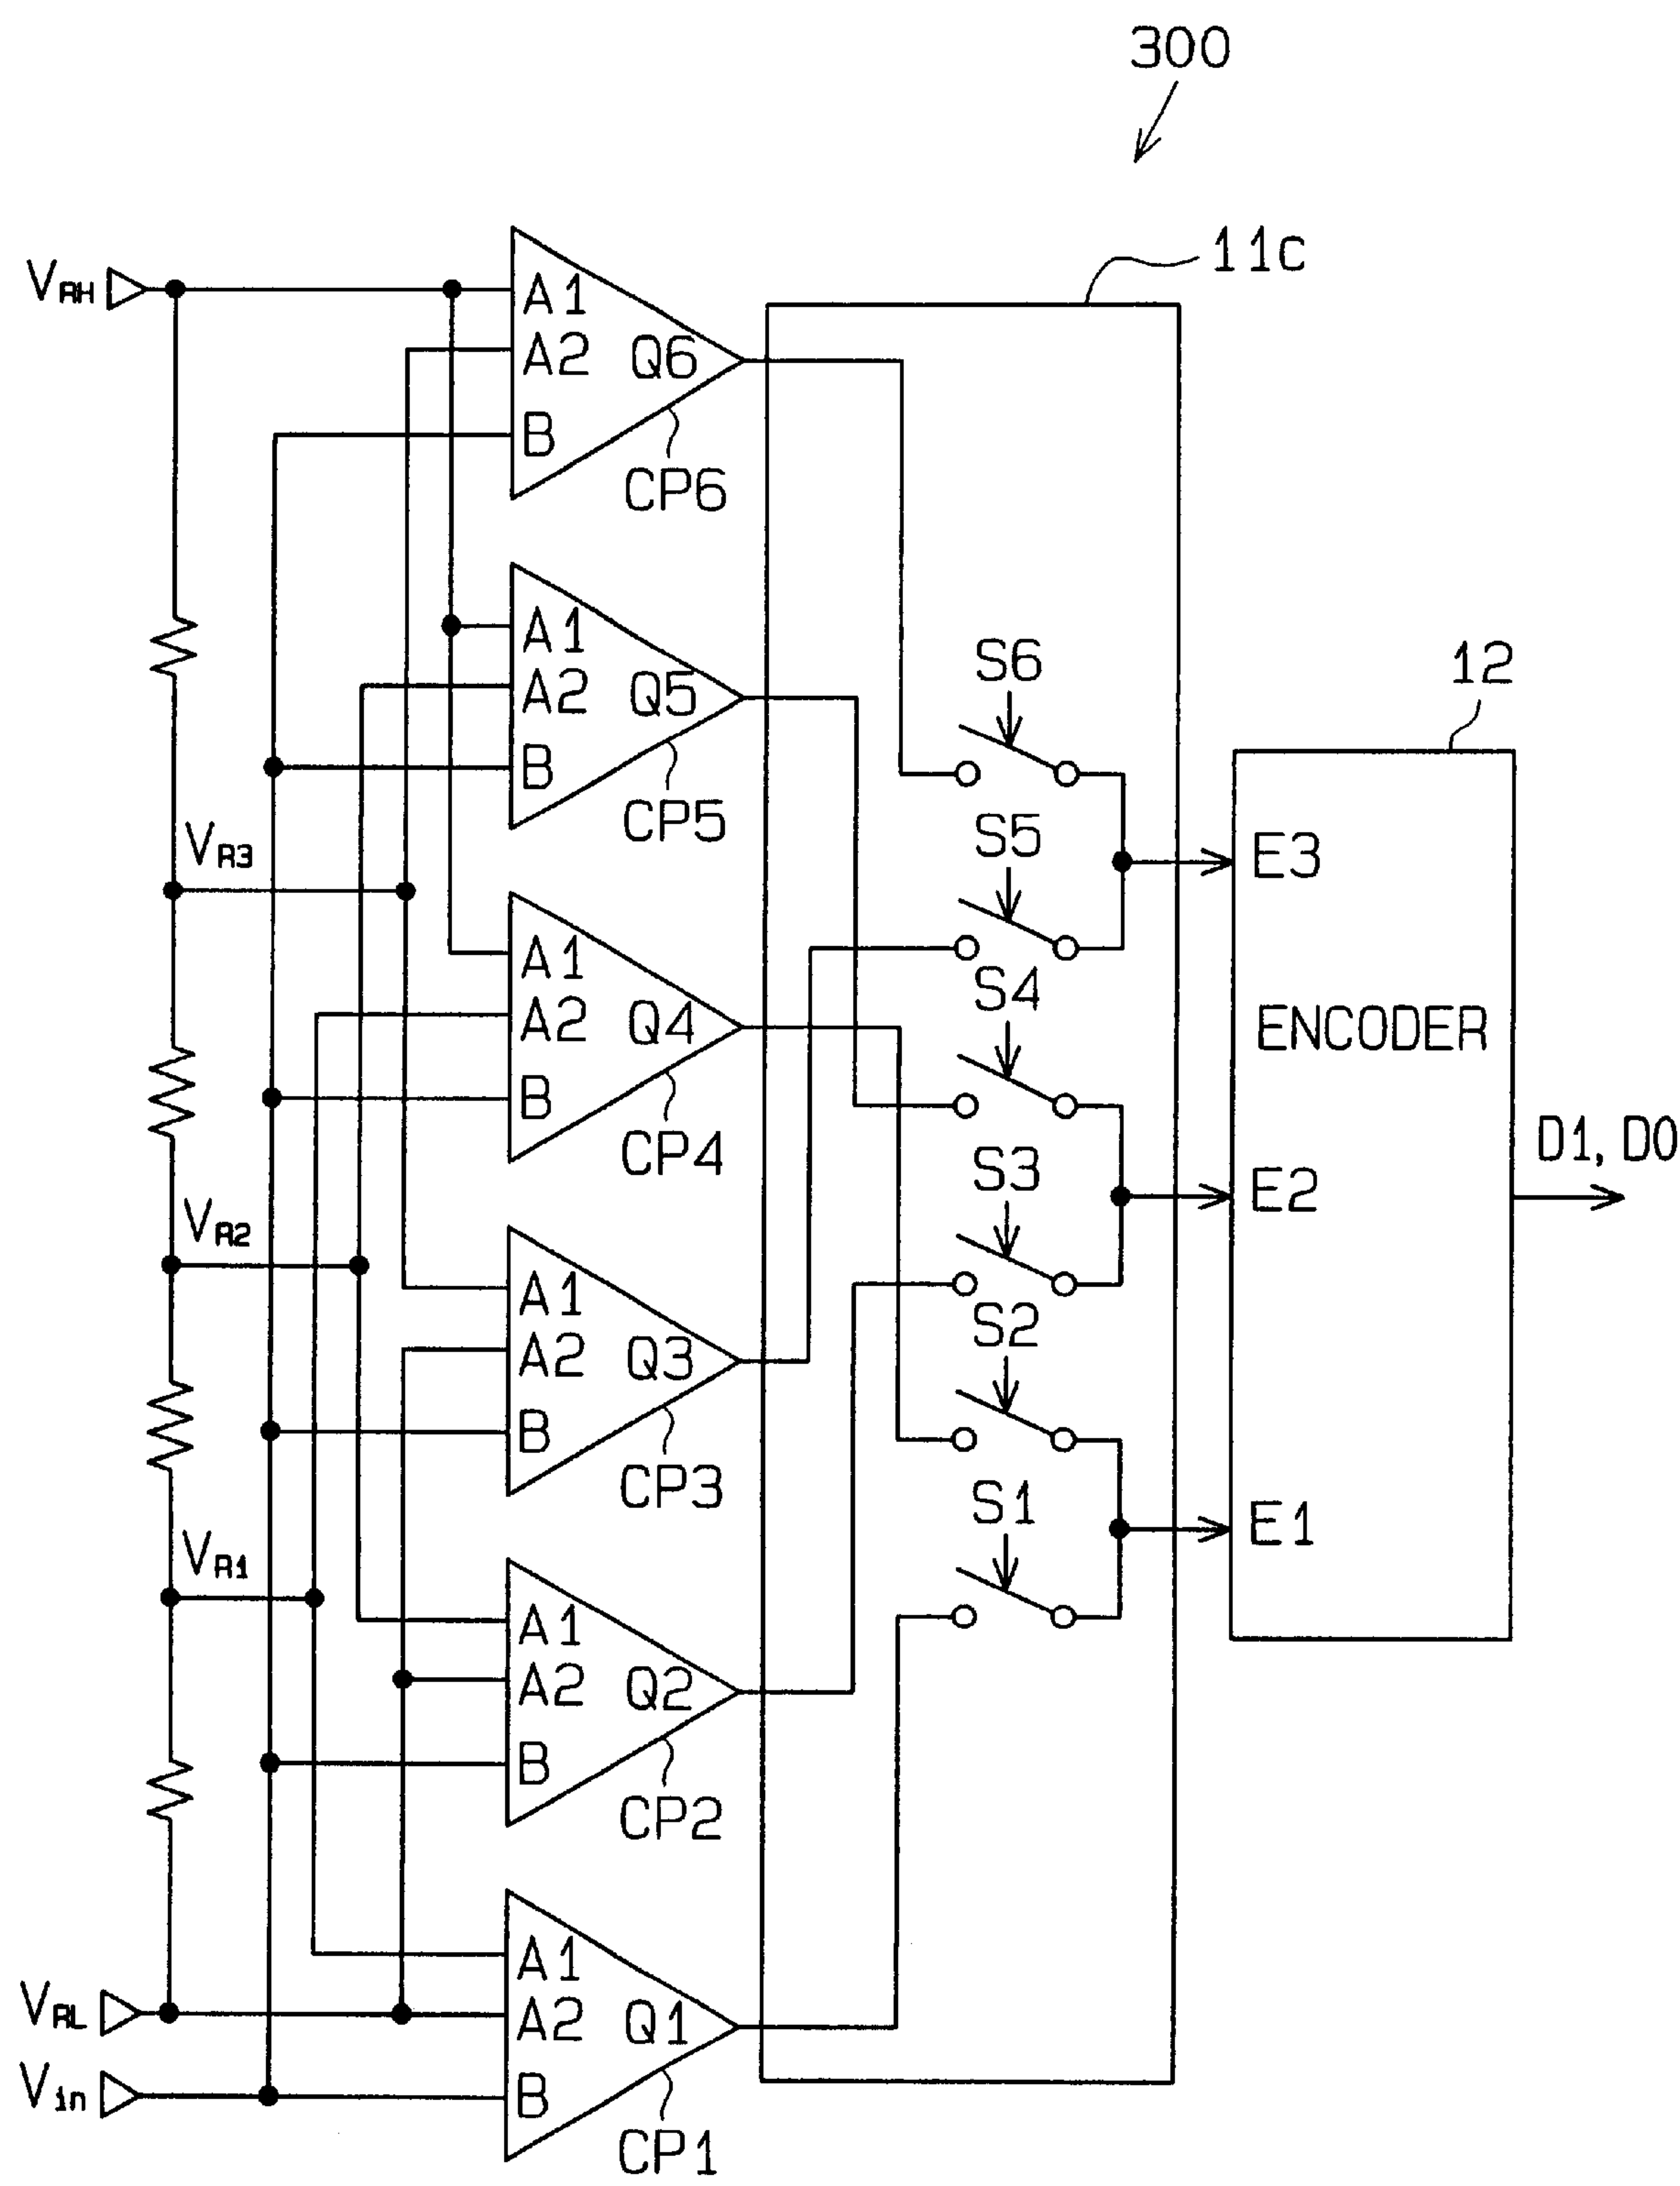 300
11C
VRH
A1
A2
B
Q6
CP6
A1
A2
B
Q5
CP5
S6
12
VR3
S5
E3
A1
A2
B
Q4
CP4
S4
ENCODER
D1, D0
S3
E2
VR2
A1
A2
B
Q3
CP3
S2
E1
VR1
S1
A1
A2
B
Q2
CP2
A1
A2
B
Q1
CP1
VRL
Vin